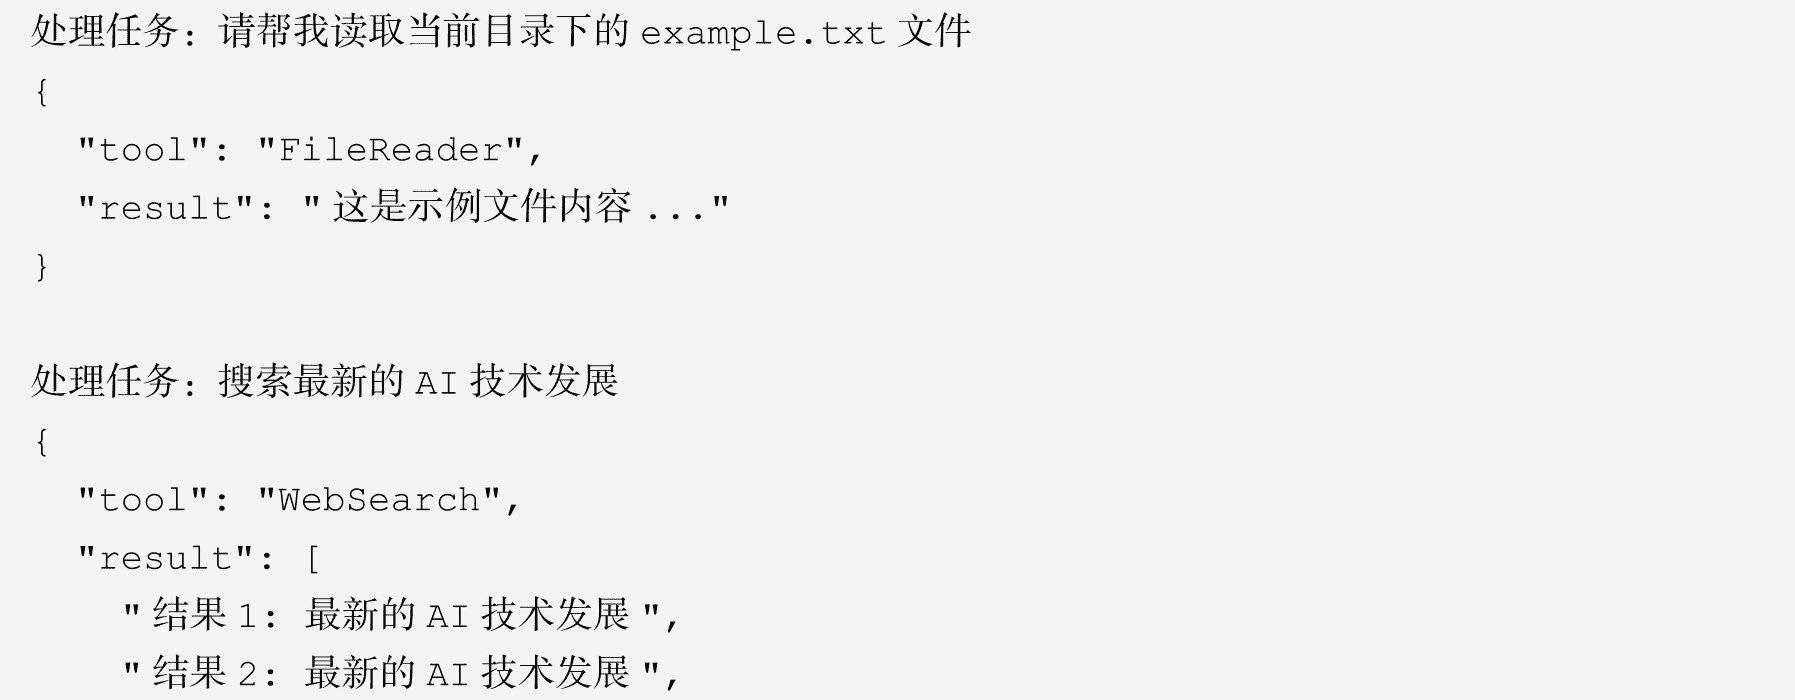 处理任务：请帮我读取当前目录下的 example.txt 文件
{
  "tool": "FileReader",
  "result": " 这是示例文件内容 ..."
}

处理任务：搜索最新的 AI 技术发展
{
  "tool": "WebSearch",
  "result": [
    " 结果 1: 最新的 AI 技术发展 ",
    " 结果 2: 最新的 AI 技术发展 ",